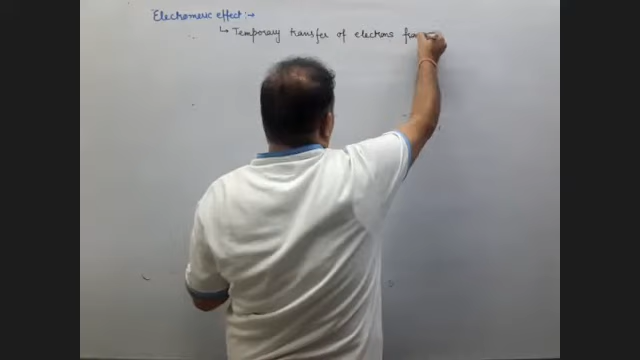 Electromeric effect :→
↳ Temporary transfer of electrons